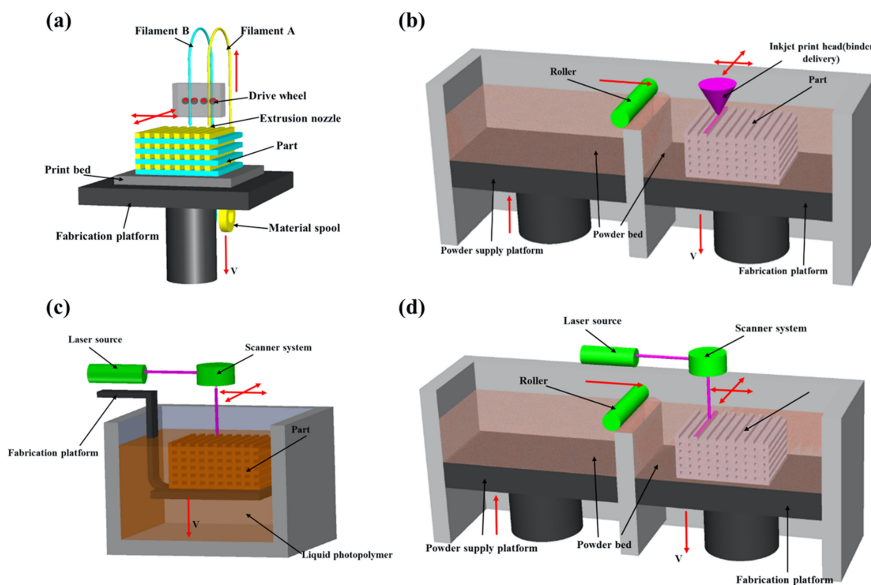 (a)
Filament B
Filament A
Drive wheel
Extrusion nozzle
Part
Print bed
Fabrication platform
Material spool
V
(b)
Inkjet print head(binder
delivery)
Roller
Part
Powder bed
Powder supply platform
Fabrication platform
V
(c)
Laser source
Scanner system
Fabrication platform
Part
V
Liquid photopolymer
(d)
Laser source
Scanner system
Roller
Powder supply platform
Powder bed
V
Fabrication platform